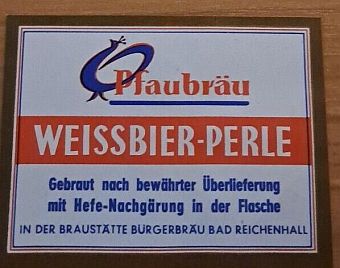 Pfaubräu
WEISSBIER-PERLE
Gebraut nach bewährter Überlieferung
mit Hefe-Nachgärung in der Flasche
IN DER BRAUSTÄTTE BÜRGERBRÄU BAD REICHENHALL